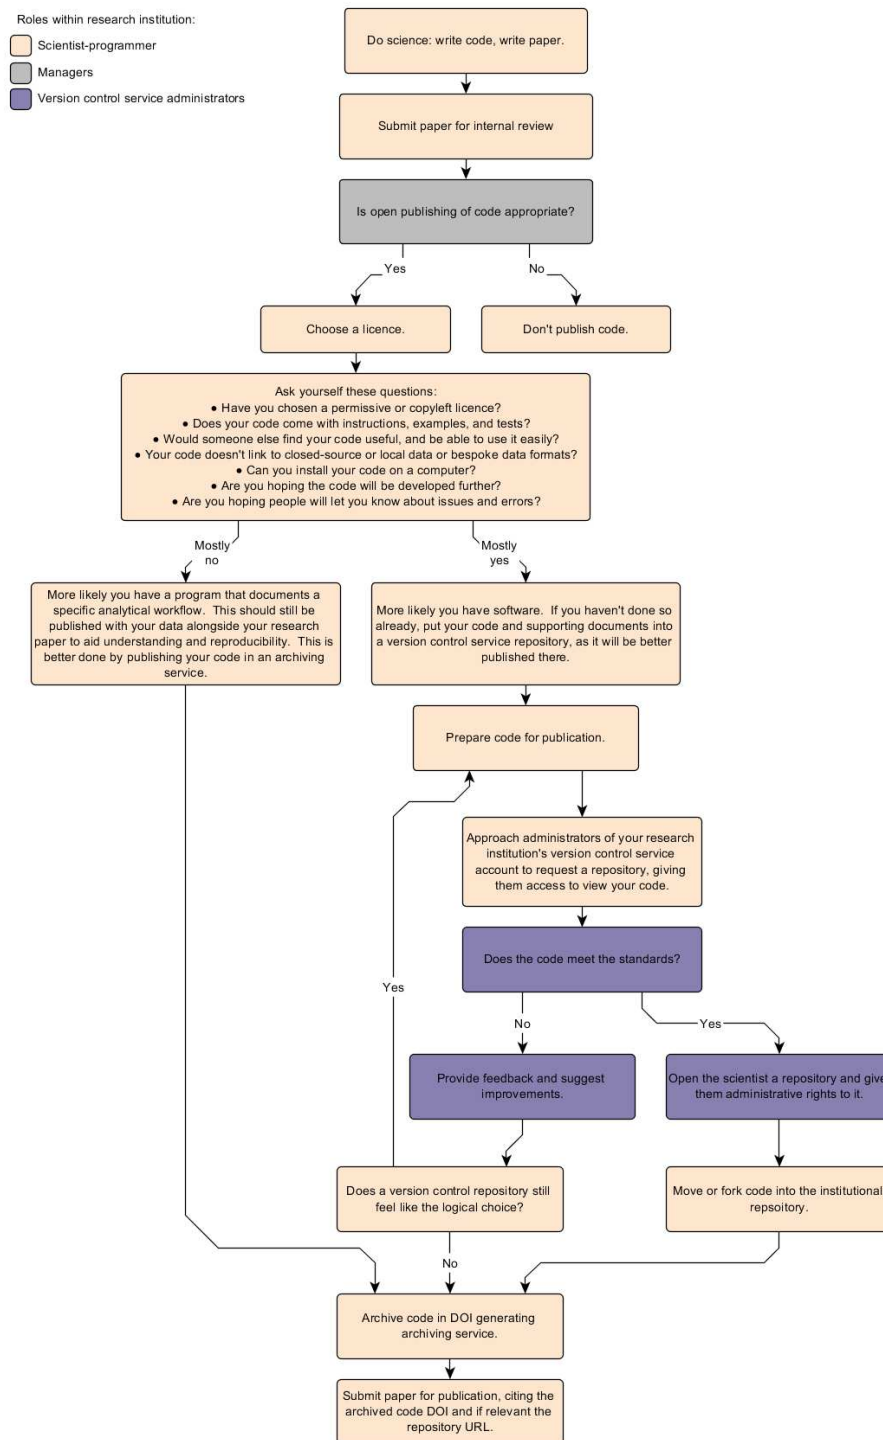 Roles within research institution:
Scientist-programmer
Managers
Version control service administrators
Do science: write code, write paper.
Submit paper for internal review
Is open publishing of code appropriate?
Yes
No
Choose a licence.
Don't publish code.
Ask yourself these questions:
● Have you chosen a permissive or copyleft licence?
● Does your code come with instructions, examples, and tests?
● Would someone else find your code useful, and be able to use it easily?
● Your code doesn't link to closed-source or local data or bespoke data formats?
● Can you install your code on a computer?
● Are you hoping the code will be developed further?
● Are you hoping people will let you know about issues and errors?
Mostly
no
Mostly
yes
More likely you have a program that documents a
specific analytical workflow. This should still be
published with your data alongside your research
paper to aid understanding and reproducibility. This is
better done by publishing your code in an archiving
service.
More likely you have software. If you haven't done so
already, put your code and supporting documents into
a version control service repository, as it will be better
published there.
Prepare code for publication.
Approach administrators of your research
institution's version control service
account to request a repository, giving
them access to view your code.
Does the code meet the standards?
Yes
No
Yes
Provide feedback and suggest
improvements.
Open the scientist a repository and give
them administrative rights to it.
Does a version control repository still
feel like the logical choice?
Move or fork code into the institutional
repsoitory.
No
Archive code in DOI generating
archiving service.
Submit paper for publication, citing the
archived code DOI and if relevant the
repository URL.